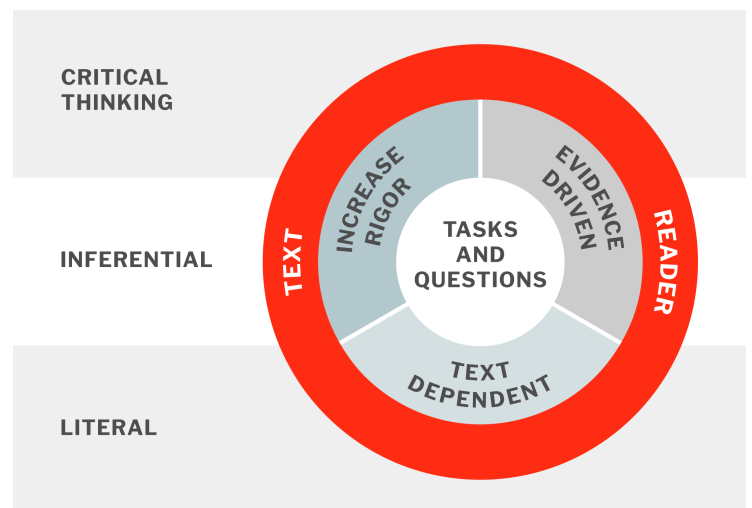 CRITICAL
THINKING
INFERENTIAL
LITERAL
TEXT
INCREASE
RIGOR
TASKS
AND
QUESTIONS
EVIDENCE
DRIVEN
READER
TEXT
DEPENDENT